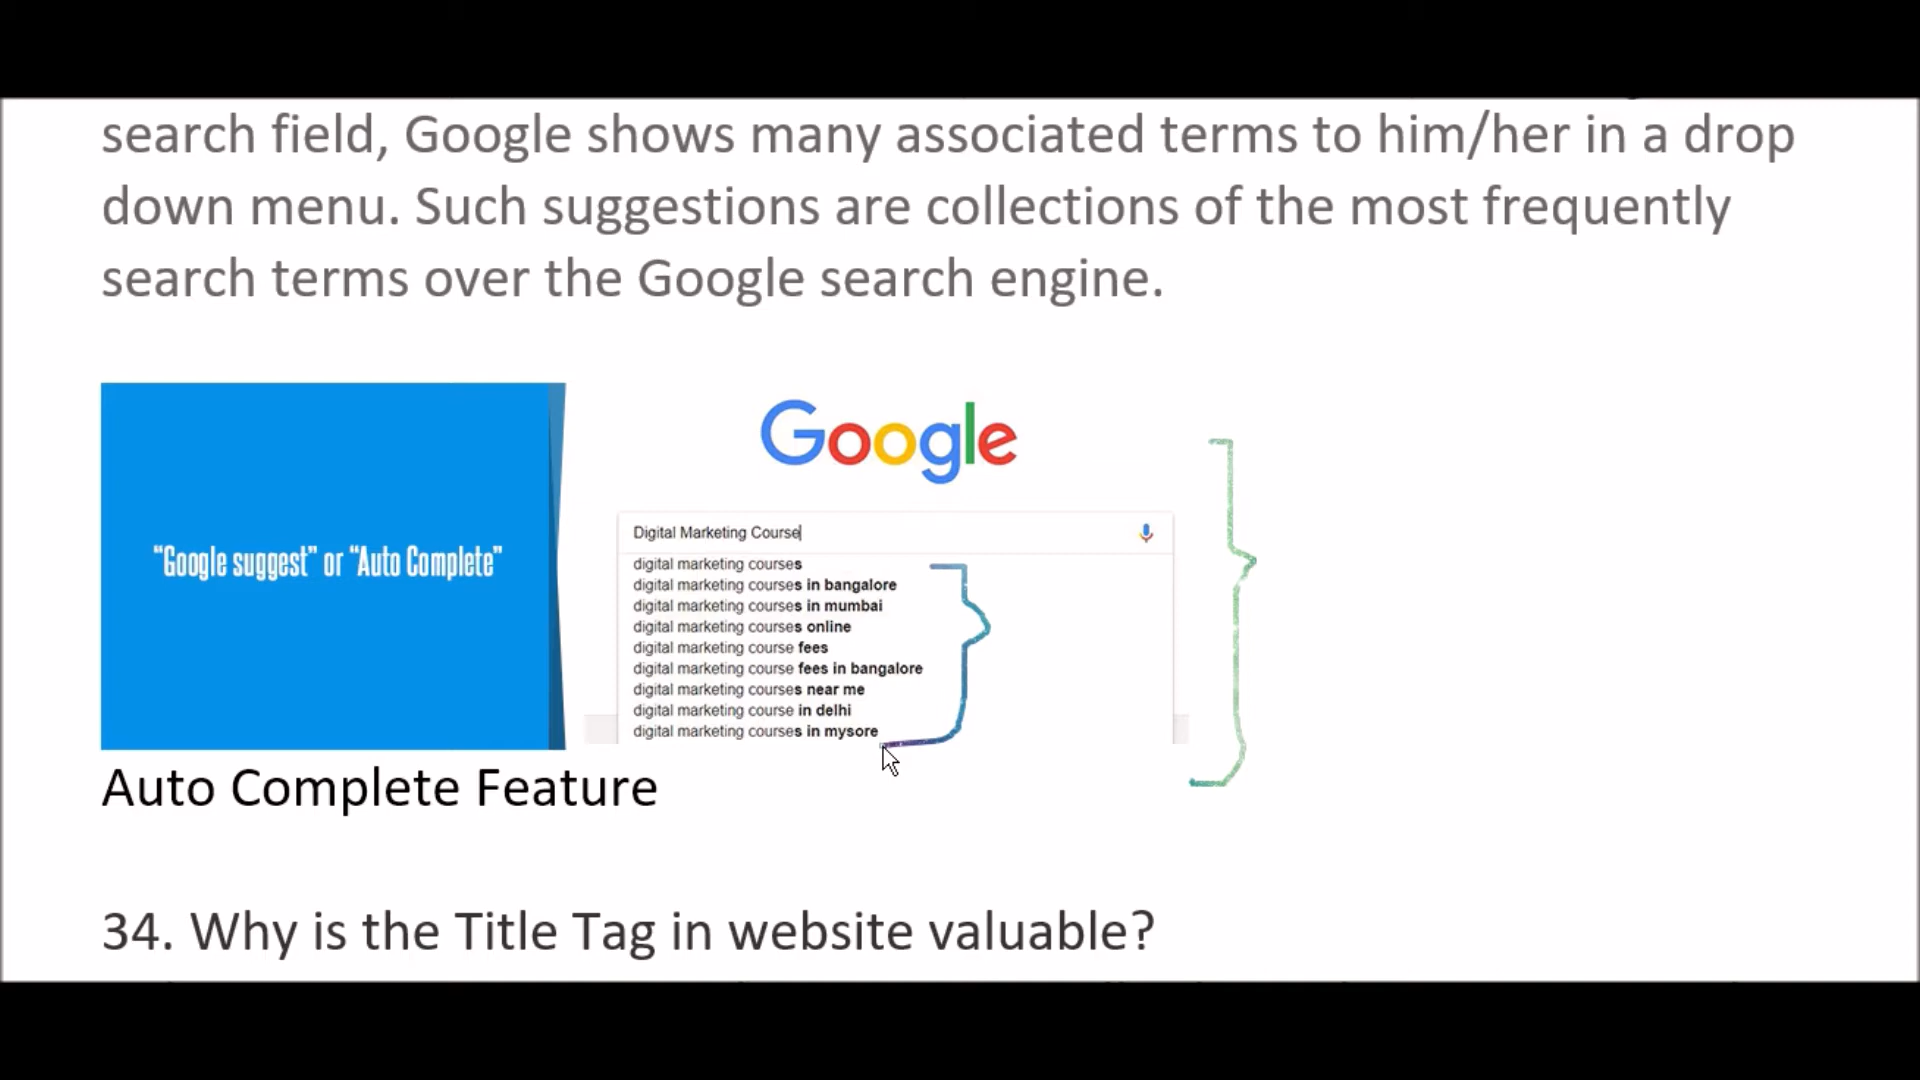 search field, Google shows many associated terms to him/her in a drop
down menu. Such suggestions are collections of the most frequently
search terms over the Google search engine.
“Google suggest” or “Auto Complete”
Google
Digital Marketing Course
digital marketing courses
digital marketing courses in bangalore
digital marketing courses in mumbai
digital marketing courses online
digital marketing course fees
digital marketing course fees in bangalore
digital marketing courses near me
digital marketing course in delhi
digital marketing courses in mysore
Auto Complete Feature
34. Why is the Title Tag in website valuable?